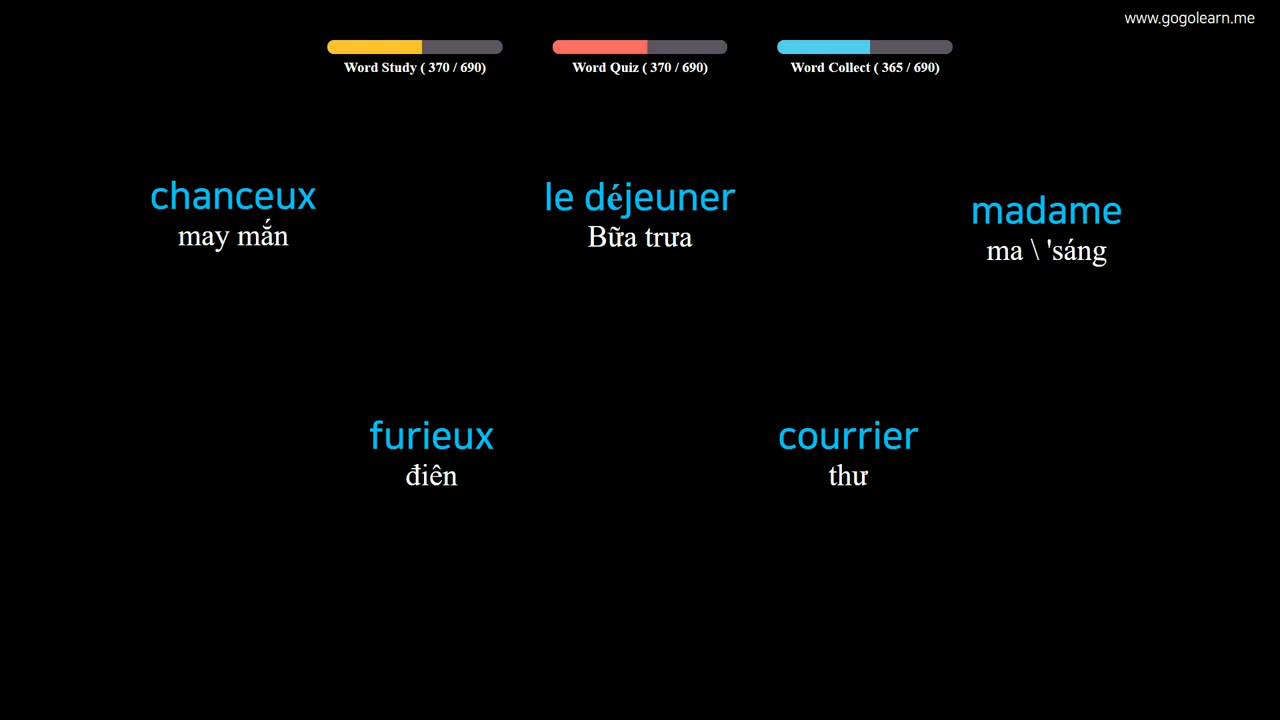 www.gogolearn.me
Word Study ( 370 / 690)
Word Quiz ( 370 / 690)
Word Collect ( 365 / 690)
chanceux
may mắn
le déjeuner
Bữa trưa
madame
ma \ 'sáng
furieux
điên
courrier
thư